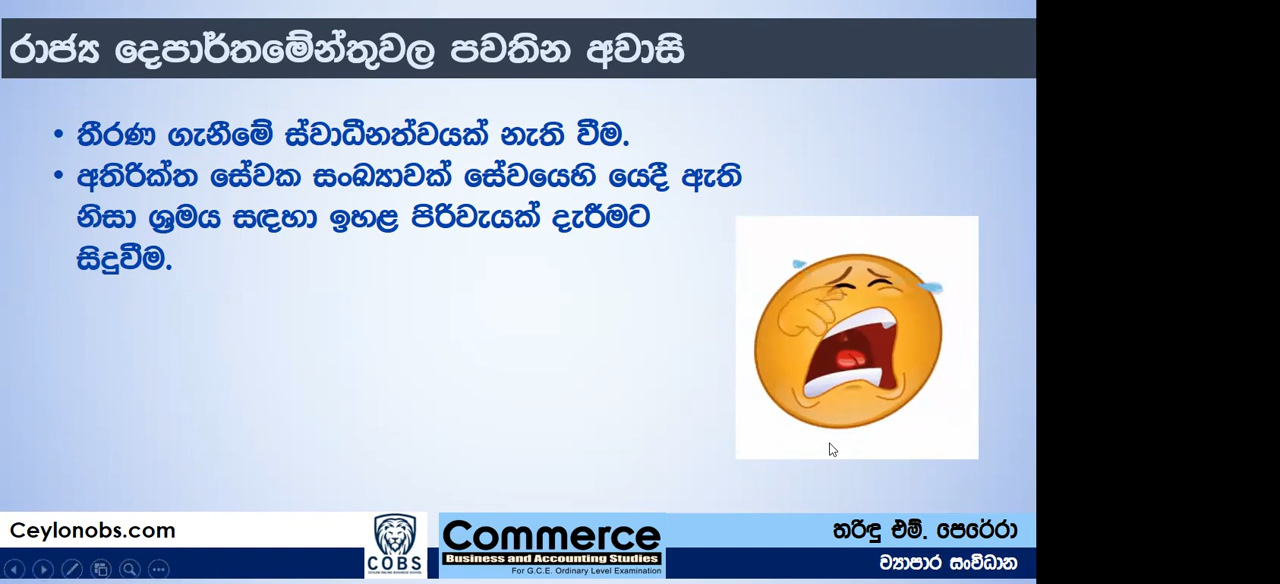 රාජ්‍ය දෙපාර්තමේන්තුවල පවතින අවාසි
• තීරණ ගැනීමේ ස්වාධීනත්වයක් නැති වීම.
• අතිරික්ත සේවක සංඛ්‍යාවක් සේවයෙහි යෙදී ඇති
නිසා ශ්‍රමය සඳහා ඉහළ පිරිවැයක් දැරීමට
සිදුවීම.
Ceylonobs.com
COBS
Commerce
Business and Accounting Studies
For G.C.E. Ordinary Level Examination
තරිඳු එම්. පෙරේරා
ව්‍යාපාර සංවිධාන